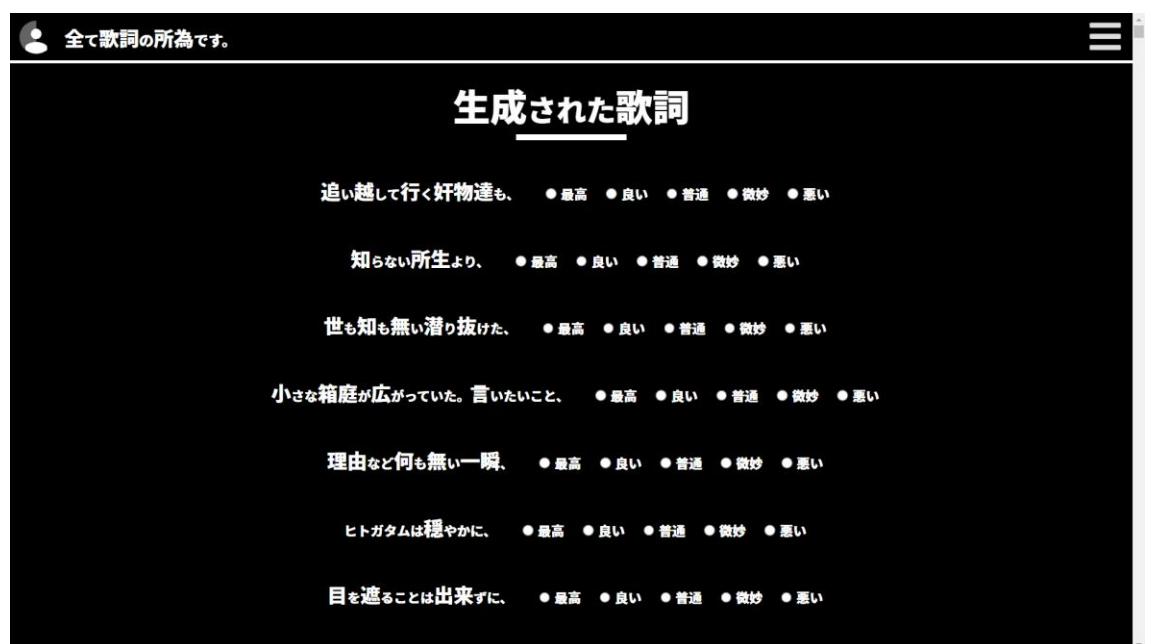 全て歌詞の所為です。
生成された歌詞
追い越して行く奸物達も、 最高 良い 普通 微妙 悪い
知らない所生より、 最高 良い 普通 微妙 悪い
世も知も無い潜り抜けた、 最高 良い 普通 微妙 悪い
小さな箱庭が広がっていた。言いたいこと、 最高 良い 普通 微妙 悪い
理由など何も無い一瞬、 最高 良い 普通 微妙 悪い
ヒトガタムは穏やかに、 最高 良い 普通 微妙 悪い
目を遮ることは出来ずに、 最高 良い 普通 微妙 悪い